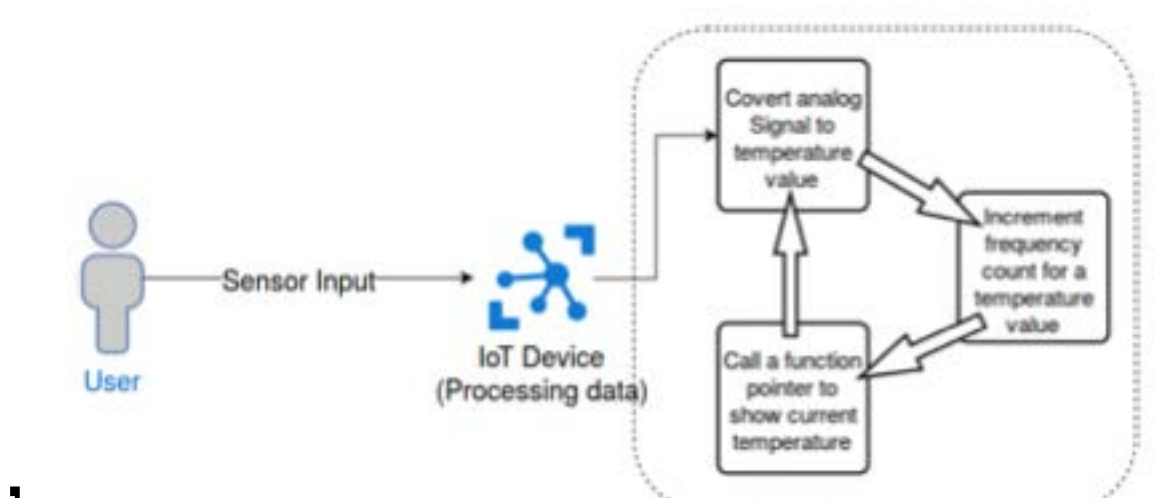 Covert analog
Signal to
temperature
value
Increment
frequency
count for a
temperature
value
Sensor Input
IoT Device
(Processing data)
User
Call a function
pointer to
show current
temperature